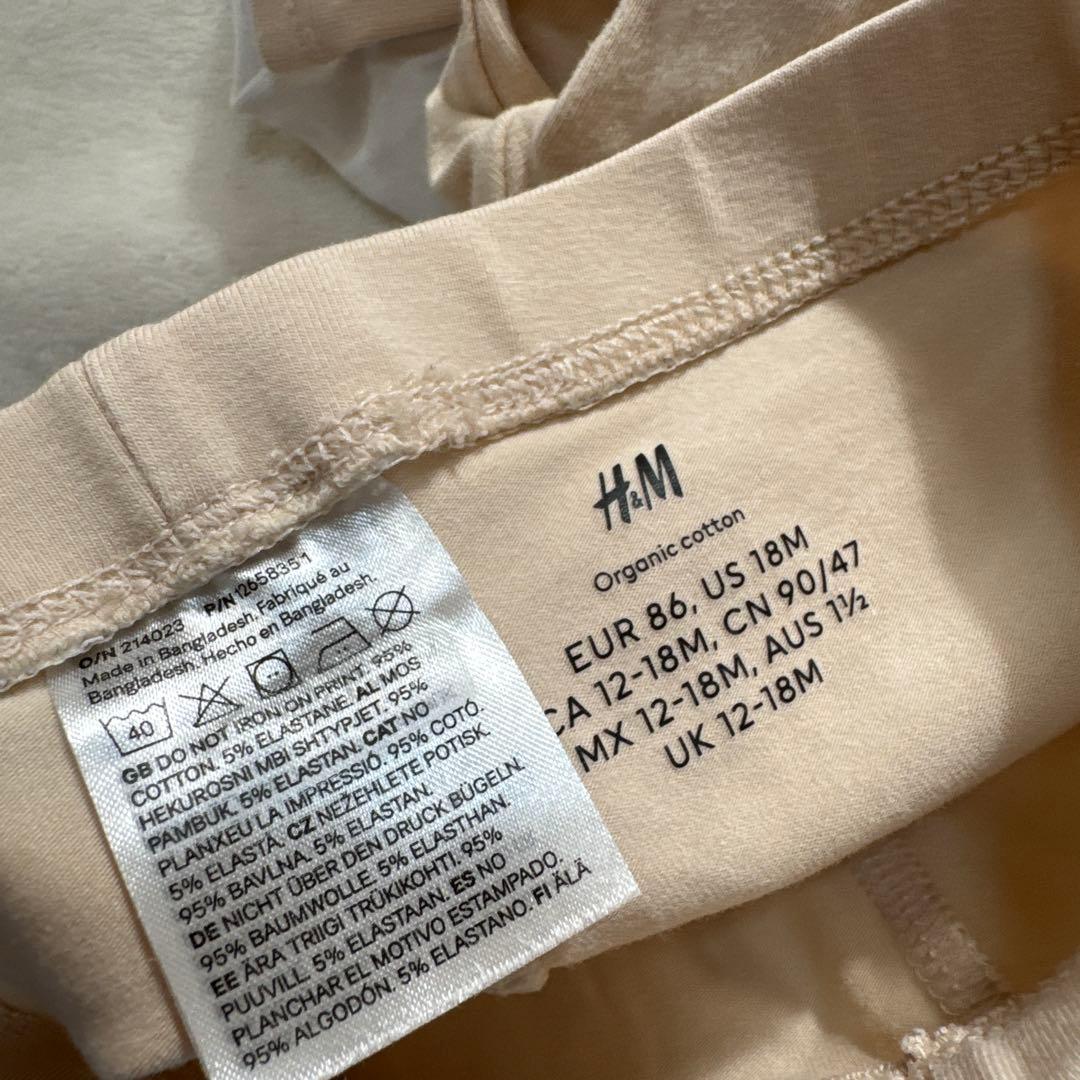 H&M
Organic cotton
EUR 86, US 18M
CA 12-18M, CN 90/47
MX 12-18M, AUS 1½
UK 12-18M
O/N 214023 P/N 1265835-1
Made in Bangladesh. Fabriqué au
Bangladesh. Hecho en Bangladesh.
40
GB DO NOT IRON ON PRINT. 95%
COTTON. 5% ELASTANE. AL MOS
HEKUROSNI MBI SHTYPJET. 95%
PAMBUK. 5% ELASTAN. CAT NO
PLANXEU LA IMPRESSIÓ. 95% COTÓ.
5% ELASTÀ. CZ NEZEHLETE POTISK.
95% BAVLNA. 5% ELASTAN.
DE NICHT ÜBER DEN DRUCK BÜGELN.
95% BAUMWOLLE. 5% ELASTHAN.
EE ÄRA TRIIGI TRÜKIKOHTI. 95%
PUUVILL. 5% ELASTAAN. ES NO
PLANCHAR EL MOTIVO ESTAMPADO.
95% ALGODÓN. 5% ELASTANO. FI ÄLÄ